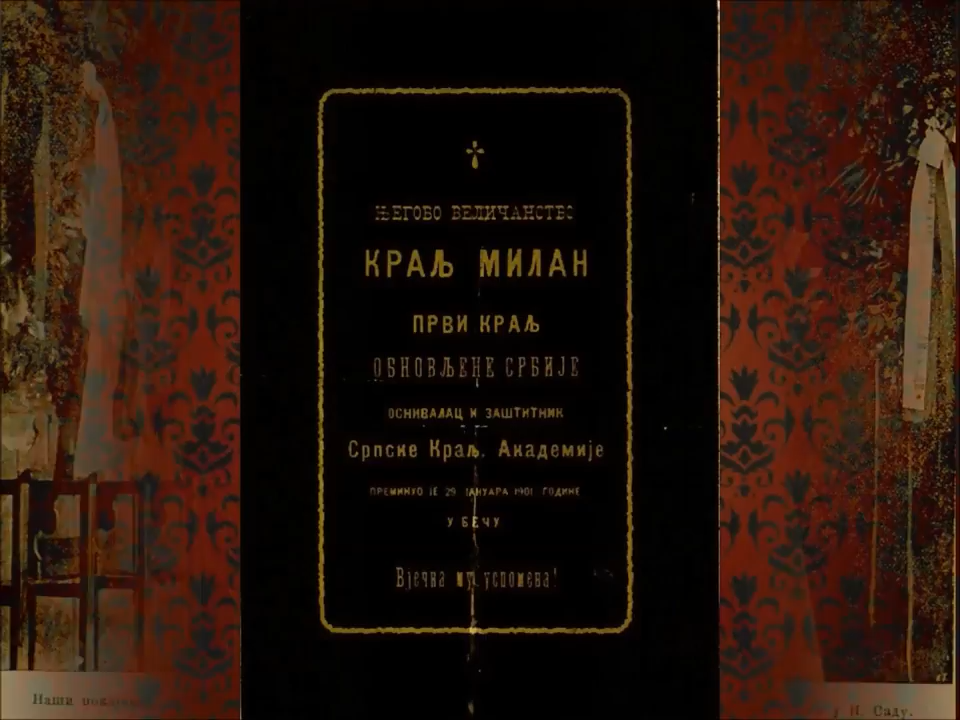 ЊЕГОВО ВЕЛИЧАНСТВО
КРАЉ МИЛАН
ПРВИ КРАЉ
ОБНОВЉЕНЕ СРБИЈЕ
ОСНИВАЛАЦ И ЗАШТИТНИК
Српске Краљ. Академије
ПРЕМИНУО ЈЕ 29 ЈАНУАРА 1901 ГОДИНЕ
У БЕЧУ
Вјечна му успомена!
Наши
у Н. Саду.